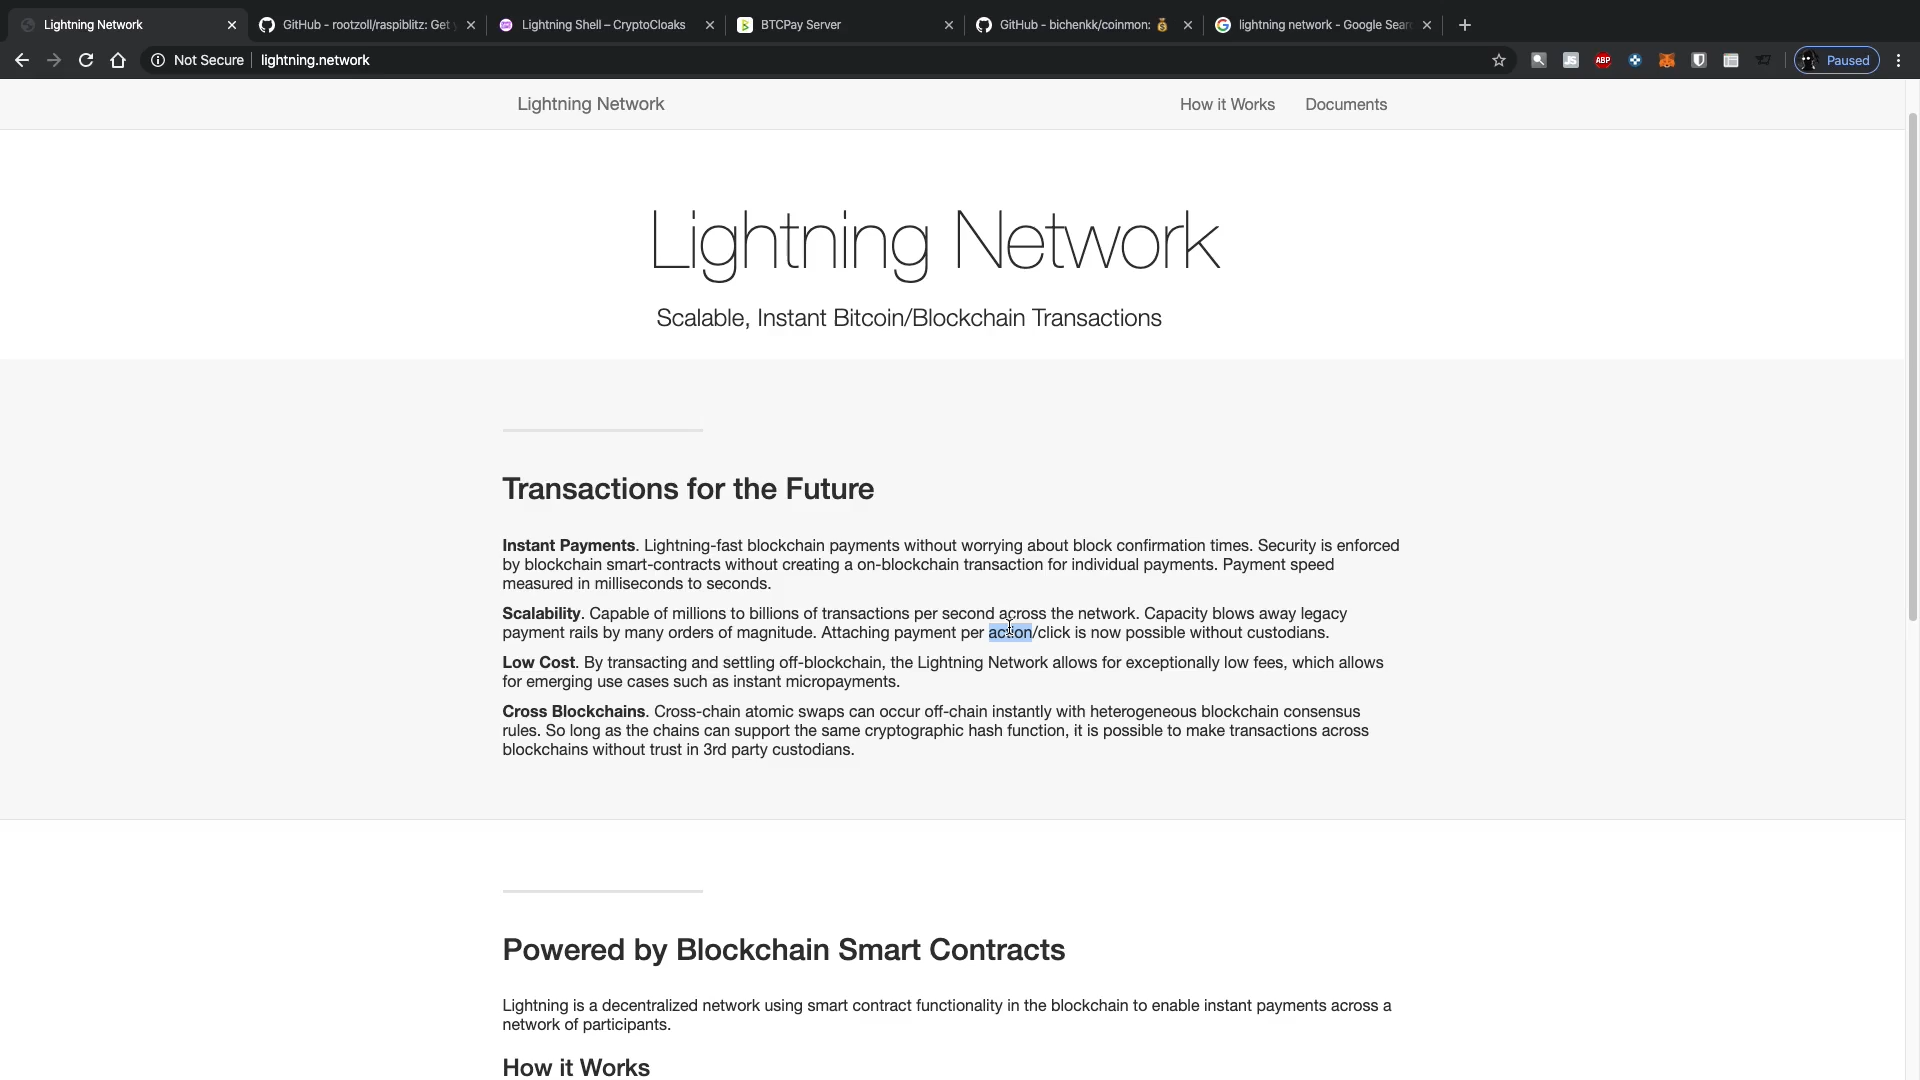 Lightning Network
GitHub - rootzoll/raspiblitz: Get
Lightning Shell – CryptoCloaks
BTCPay Server
GitHub - bichenkk/coinmon: 💰
lightning network - Google Sear
Not Secure
lightning.network
JS
ABP
Paused
Lightning Network
How it Works
Documents
Lightning Network
Scalable, Instant Bitcoin/Blockchain Transactions
Transactions for the Future
Instant Payments. Lightning-fast blockchain payments without worrying about block confirmation times. Security is enforced
by blockchain smart-contracts without creating a on-blockchain transaction for individual payments. Payment speed
measured in milliseconds to seconds.
Scalability. Capable of millions to billions of transactions per second across the network. Capacity blows away legacy
payment rails by many orders of magnitude. Attaching payment per action/click is now possible without custodians.
Low Cost. By transacting and settling off-blockchain, the Lightning Network allows for exceptionally low fees, which allows
for emerging use cases such as instant micropayments.
Cross Blockchains. Cross-chain atomic swaps can occur off-chain instantly with heterogeneous blockchain consensus
rules. So long as the chains can support the same cryptographic hash function, it is possible to make transactions across
blockchains without trust in 3rd party custodians.
Powered by Blockchain Smart Contracts
Lightning is a decentralized network using smart contract functionality in the blockchain to enable instant payments across a
network of participants.
How it Works